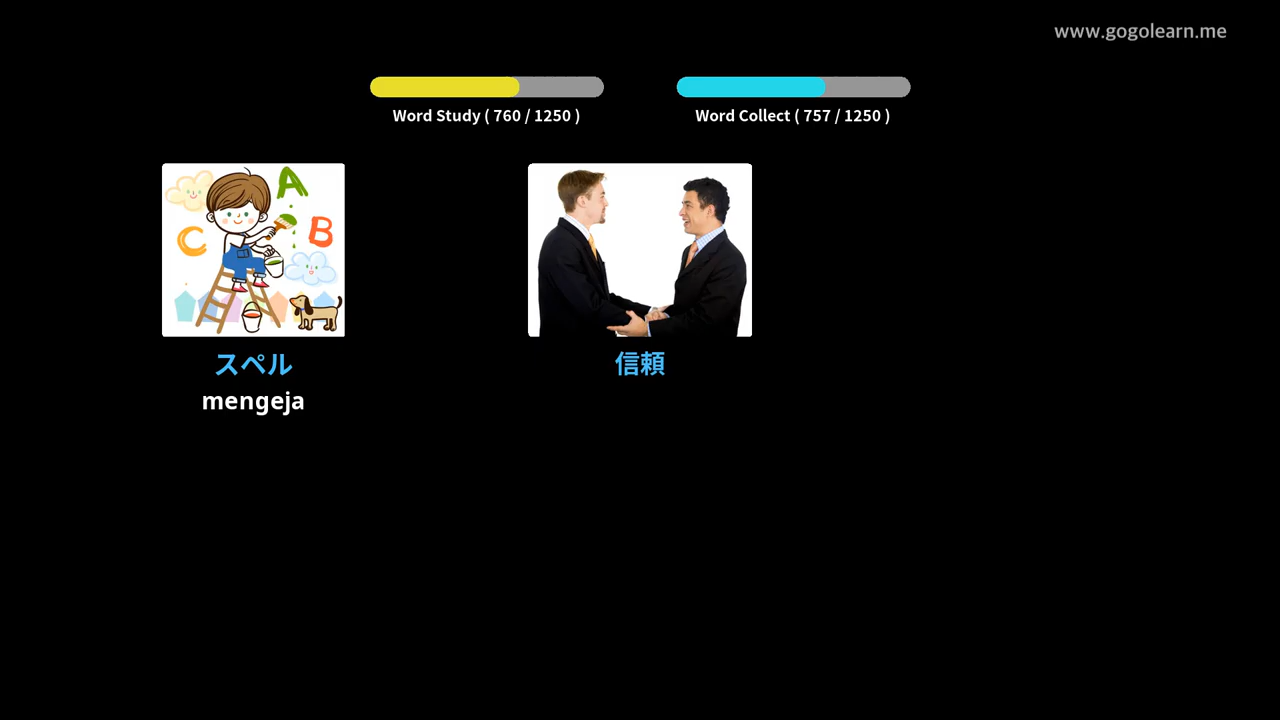 www.gogolearn.me
Word Study ( 760 / 1250 )
Word Collect ( 757 / 1250 )
A
B
C
スペル
mengeja
信頼